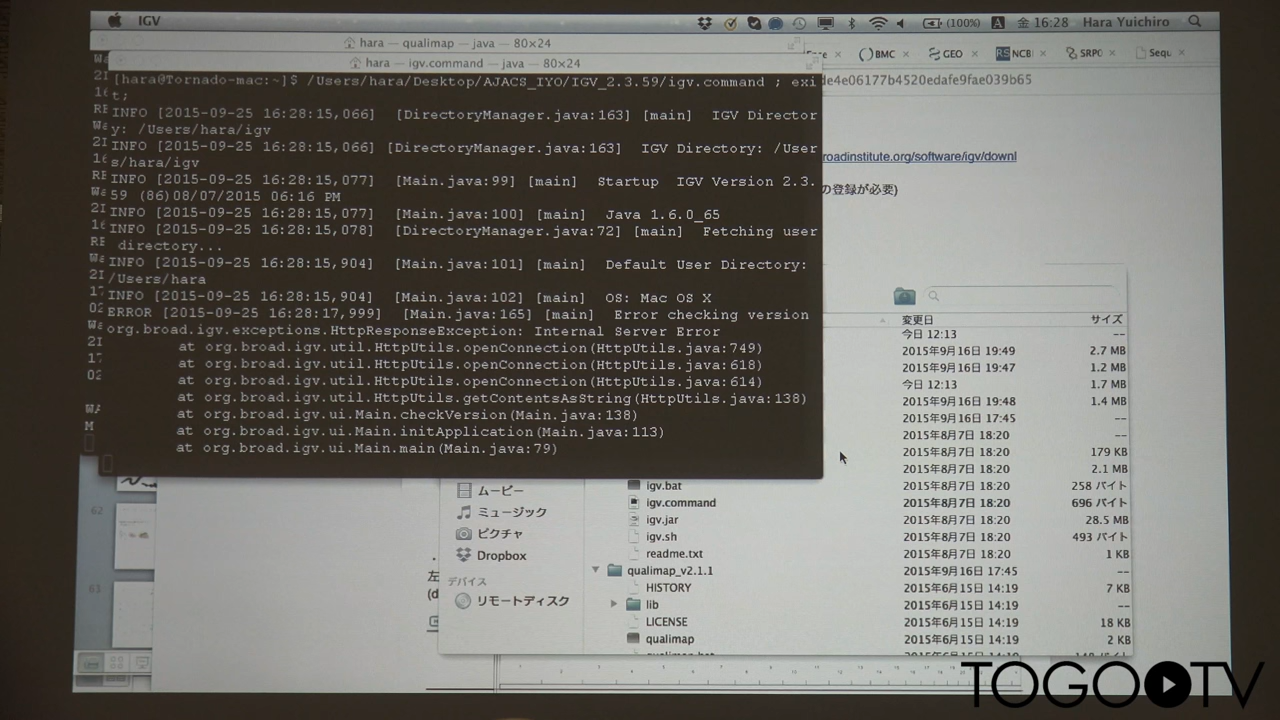 IGV
(100%)
A
金 16:28
Hara Yuichiro
hara — qualimap — java — 80×24
hara — igv.command — java — 80×24
BMC
GEO
NCB
SRPO
Sequ
[hara@Tornado-mac:~]$ /Users/hara/Desktop/AJACS_IYO/IGV_2.3.59/igv.command ; exi
t;
de4e06177b4520edafe9fae039b65
INFO [2015-09-25 16:28:15,066] [DirectoryManager.java:163] [main] IGV Director
y: /Users/hara/igv
INFO [2015-09-25 16:28:15,066] [DirectoryManager.java:163] IGV Directory: /User
s/hara/igv
roadinstitute.org/software/igv/downl
INFO [2015-09-25 16:28:15,077] [Main.java:99] [main] Startup IGV Version 2.3.
59 (86)08/07/2015 06:16 PM
の登録が必要)
INFO [2015-09-25 16:28:15,077] [Main.java:100] [main] Java 1.6.0_65
INFO [2015-09-25 16:28:15,078] [DirectoryManager.java:72] [main] Fetching user
directory...
INFO [2015-09-25 16:28:15,904] [Main.java:101] [main] Default User Directory:
/Users/hara
INFO [2015-09-25 16:28:15,904] [Main.java:102] [main] OS: Mac OS X
ERROR [2015-09-25 16:28:17,999] [Main.java:165] [main] Error checking version
org.broad.igv.exceptions.HttpResponseException: Internal Server Error
at org.broad.igv.util.HttpUtils.openConnection(HttpUtils.java:749)
at org.broad.igv.util.HttpUtils.openConnection(HttpUtils.java:618)
at org.broad.igv.util.HttpUtils.openConnection(HttpUtils.java:614)
at org.broad.igv.util.HttpUtils.getContentsAsString(HttpUtils.java:138)
at org.broad.igv.ui.Main.checkVersion(Main.java:138)
at org.broad.igv.ui.Main.initApplication(Main.java:113)
at org.broad.igv.ui.Main.main(Main.java:79)
変更日 サイズ
今日 12:13 --
2015年9月16日 19:49 2.7 MB
2015年9月16日 19:47 1.2 MB
今日 12:13 1.7 MB
2015年9月16日 19:48 1.4 MB
2015年9月16日 17:45 --
2015年8月7日 18:20 --
2015年8月7日 18:20 179 KB
2015年8月7日 18:20 2.1 MB
igv.bat 2015年8月7日 18:20 258 バイト
igv.command 2015年8月7日 18:20 696 バイト
igv.jar 2015年8月7日 18:20 28.5 MB
igv.sh 2015年8月7日 18:20 493 バイト
readme.txt 2015年8月7日 18:20 1 KB
qualimap_v2.1.1 2015年9月16日 17:45 --
HISTORY 2015年6月15日 14:19 7 KB
lib 2015年6月15日 14:19 --
LICENSE 2015年6月15日 14:19 18 KB
qualimap 2015年6月15日 14:19 2 KB
ムービー
ミュージック
ピクチャ
Dropbox
デバイス
リモートディスク
62
63
左
(d
TOGO TV